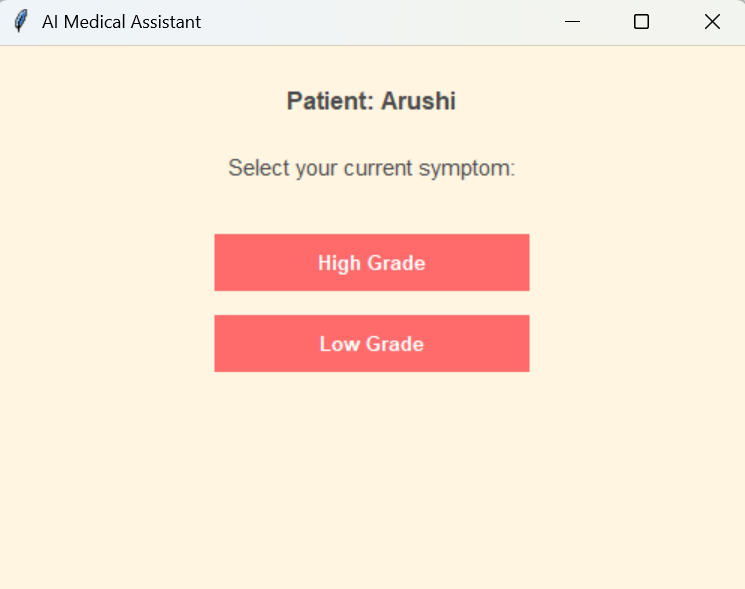 AI Medical Assistant
Patient: Arushi
Select your current symptom:
High Grade
Low Grade